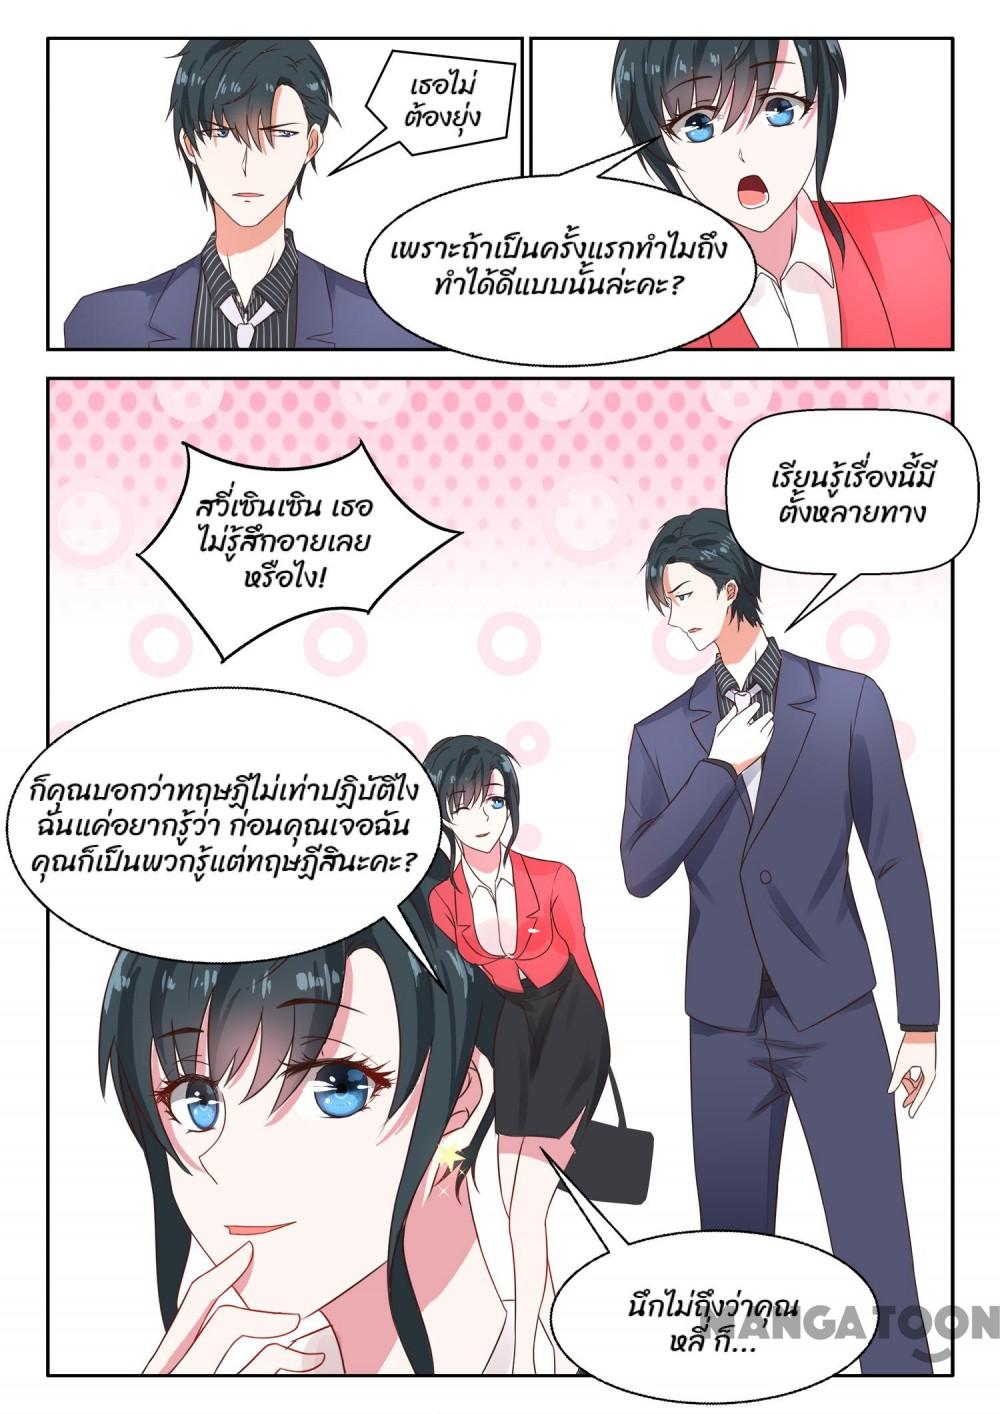 เธอไม่
ต้องยุ่ง
เพราะถ้าเป็นครั้งแรกทำไมถึง
ทำได้ดีแบบนั้นล่ะคะ?
เรียนรู้เรื่องนี้มี
ตั้งหลายทาง
สวี่เซินเซิน เธอ
ไม่รู้สึกอายเลย
หรือไง!
ก็คุณบอกว่าทฤษฎีไม่เท่าปฏิบัติไง
ฉันแค่อยากรู้ว่า ก่อนคุณเจอฉัน
คุณก็เป็นพวกรู้แต่ทฤษฎีสินะคะ?
นึกไม่ถึงว่าคุณ
หลี่ ก็...
MANGATOON